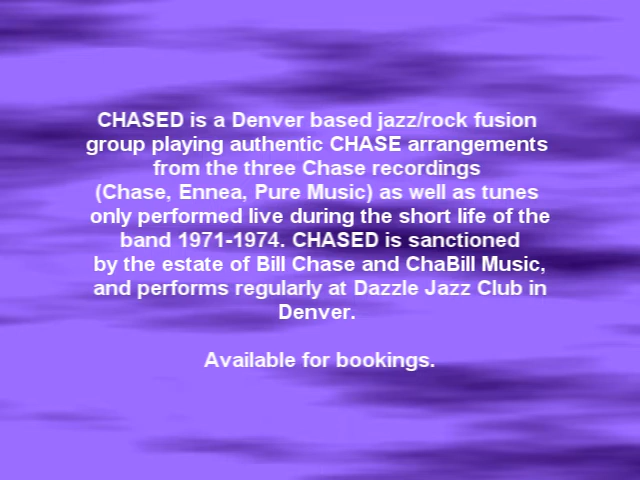 CHASED is a Denver based jazz/rock fusion
group playing authentic CHASE arrangements
from the three Chase recordings
(Chase, Ennea, Pure Music) as well as tunes
only performed live during the short life of the
band 1971-1974. CHASED is sanctioned
by the estate of Bill Chase and ChaBill Music,
and performs regularly at Dazzle Jazz Club in
Denver.
Available for bookings.